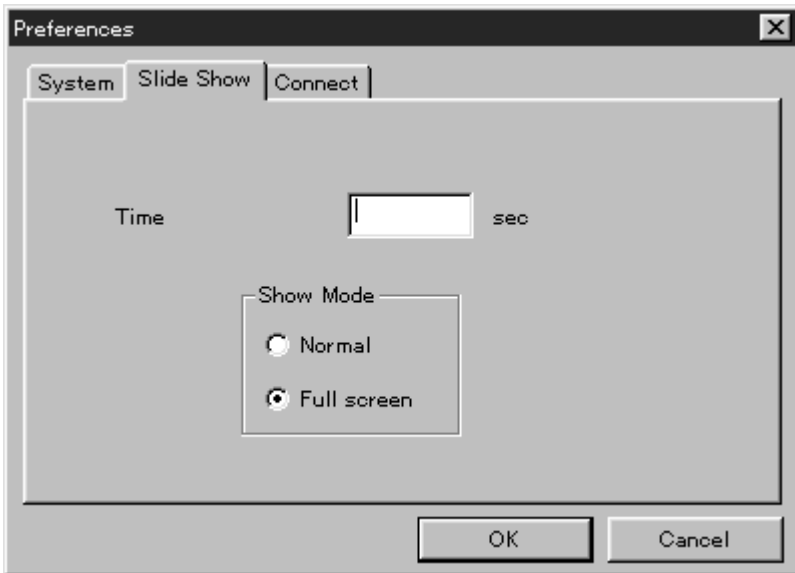 Preferences
System Slide Show Connect
Time sec
Show Mode
Normal
Full screen
OK Cancel